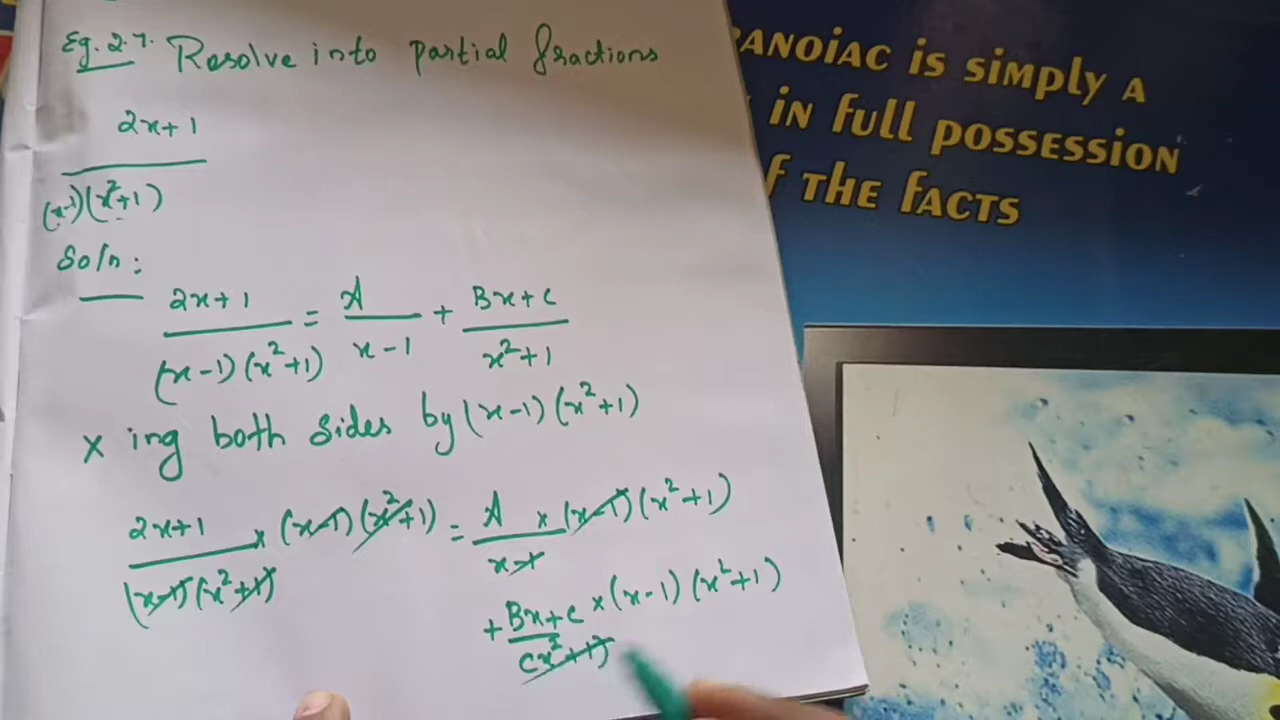 Eg. 2.7. Resolve into partial fractions
2x+1
(x-1)(x²+1)
Soln:
2x+1 / (x-1)(x²+1) = A / x-1 + Bx+C / x²+1
x ing both sides by (x-1)(x²+1)
2x+1 / (x-1)(x²+1) x (x-1)(x²+1) = A / x-1 x (x-1)(x²+1)
+ Bx+C / (x²+1) x (x-1)(x²+1)
ANOiAC is simply A
in full possession
f THE fACTS